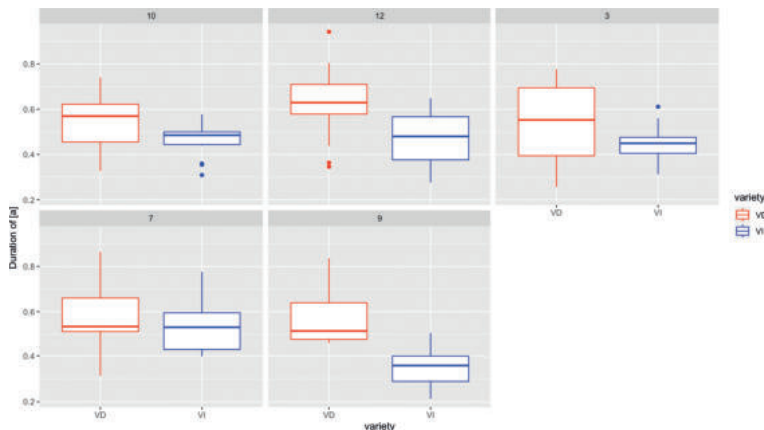 10 12 3
0.8
0.6
0.4
0.2
VD VI
7 9
0.8
0.6
0.4
0.2
VD VI VD VI
Duration of [a]
variety
variety
VD
VI